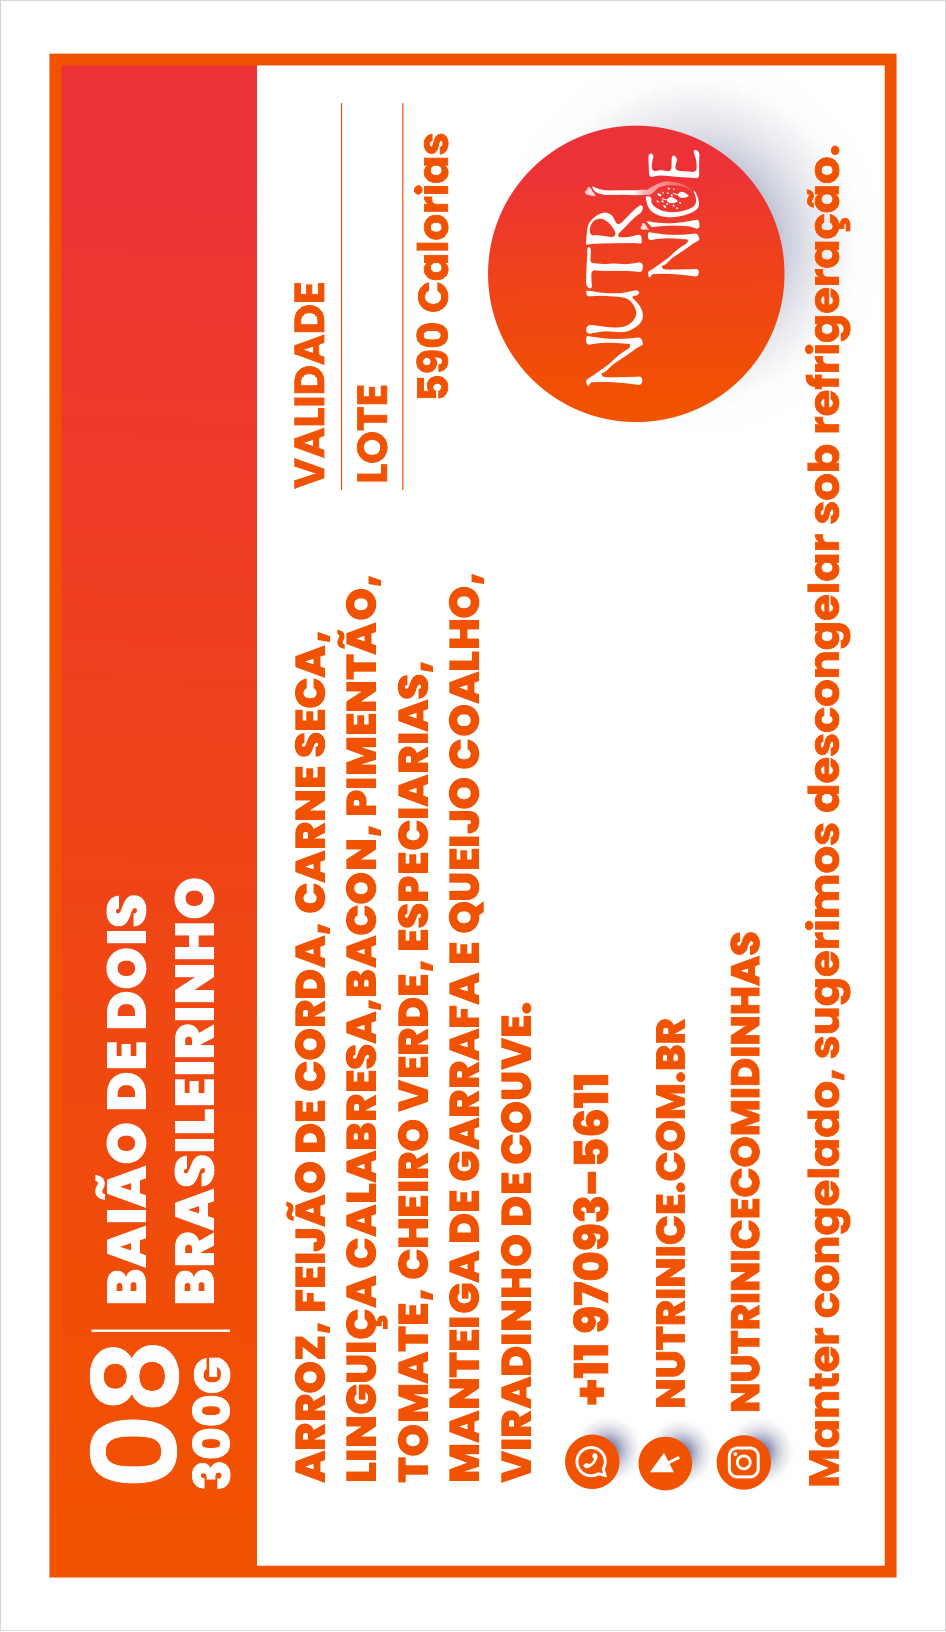 08
300G
BAIÃO DE DOIS
BRASILEIRINHO
ARROZ, FEIJÃO DE CORDA, CARNE SECA,
LINGUIÇA CALABRESA, BACON, PIMENTÃO,
TOMATE, CHEIRO VERDE, ESPECIARIAS,
MANTEIGA DE GARRAFA E QUEIJO COALHO,
VIRADINHO DE COUVE.
VALIDADE
LOTE
590 Calorias
NUTRÍ
NÍCE
+11 97093-5611
NUTRINICE.COM.BR
NUTRINICECOMIDINHAS
Manter congelado, sugerimos descongelar sob refrigeração.